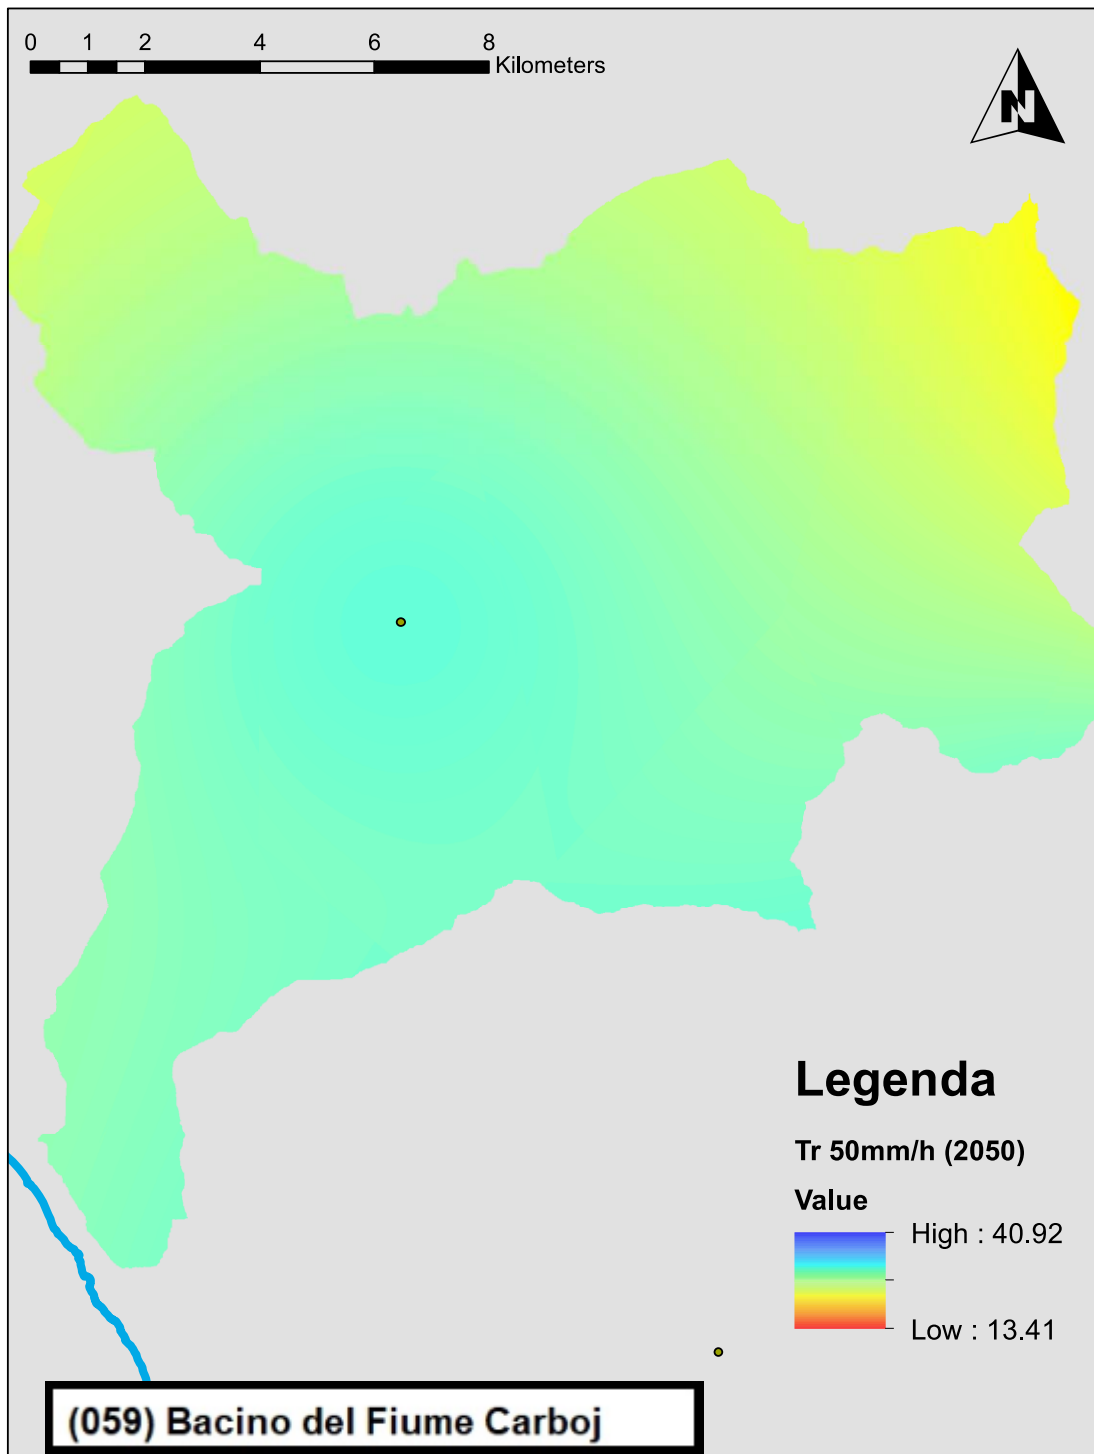 0 1 2 4 6 8
Kilometers
N
Legenda
Tr 50mm/h (2050)
Value
High : 40.92
Low : 13.41
(059) Bacino del Fiume Carboj